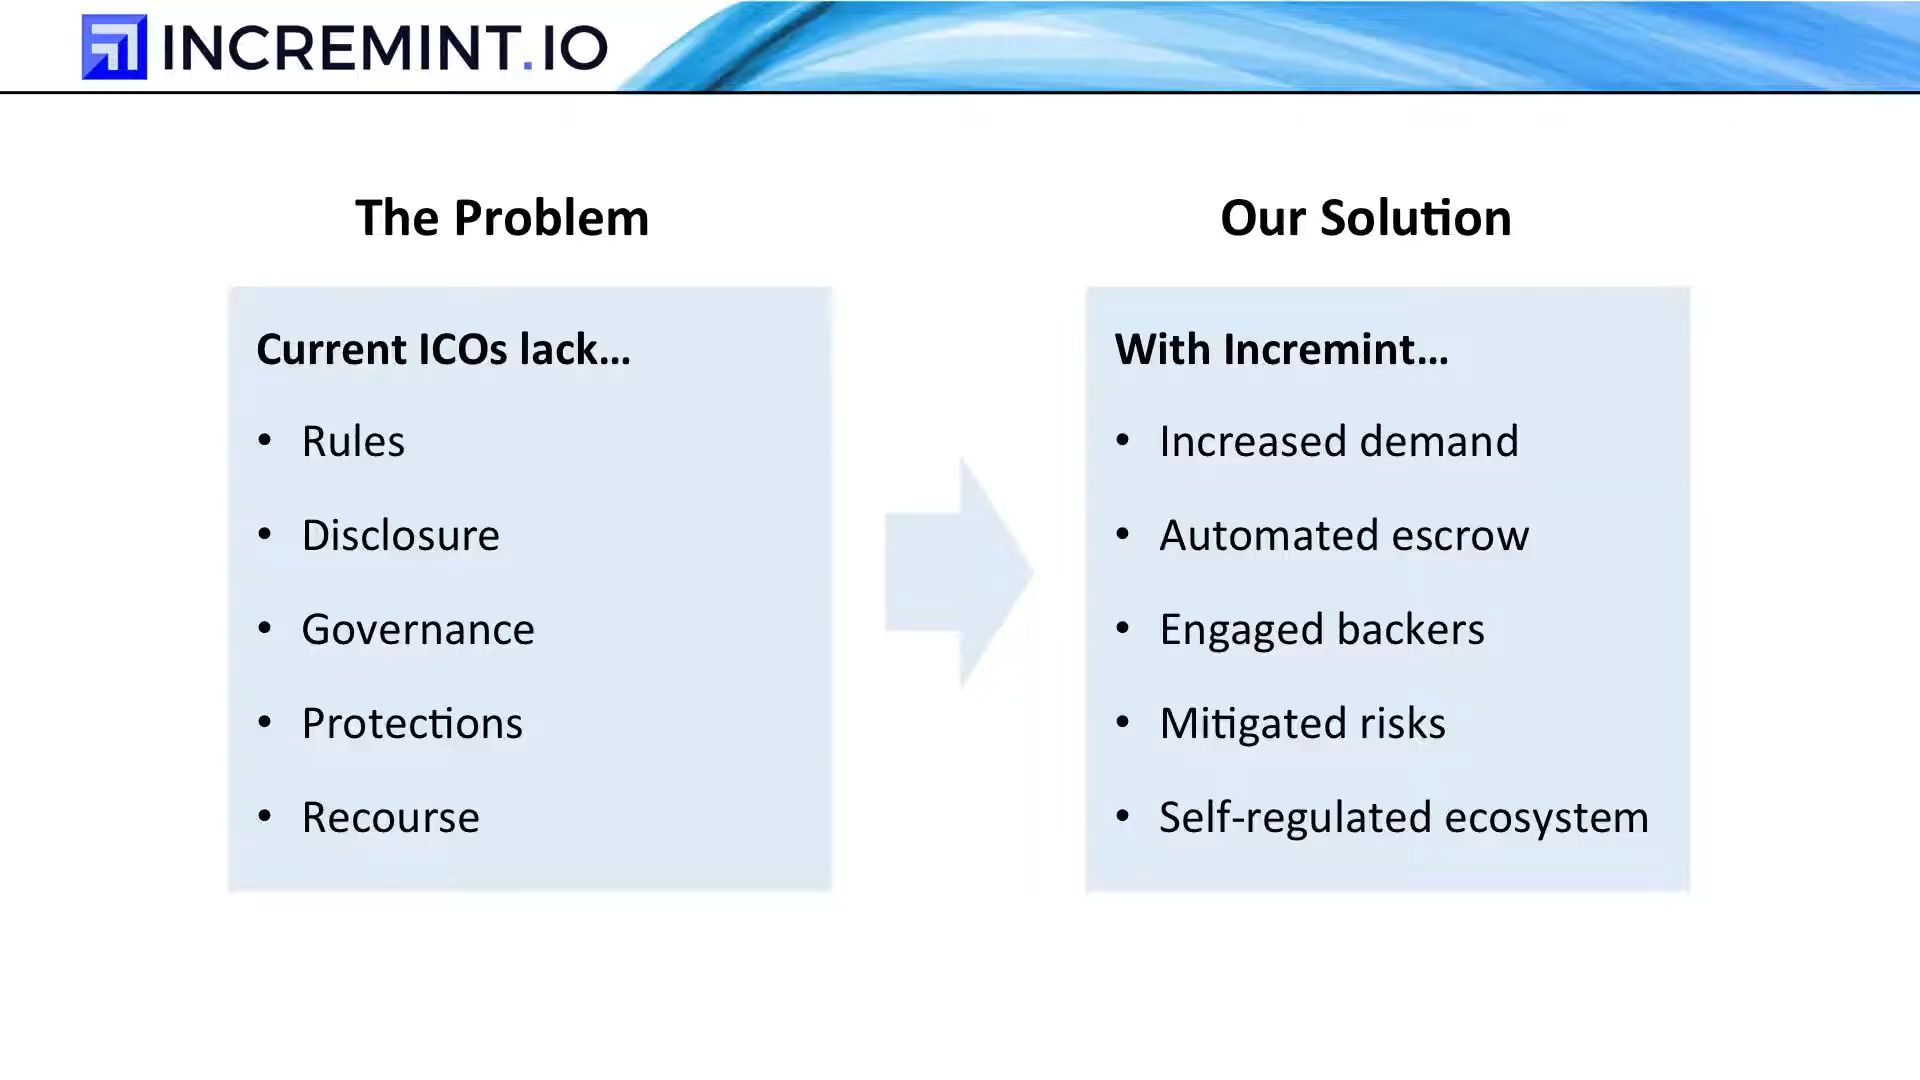 INCREMINT.IO
The Problem
Current ICOs lack...
• Rules
• Disclosure
• Governance
• Protections
• Recourse
Our Solution
With Incremint...
• Increased demand
• Automated escrow
• Engaged backers
• Mitigated risks
• Self-regulated ecosystem